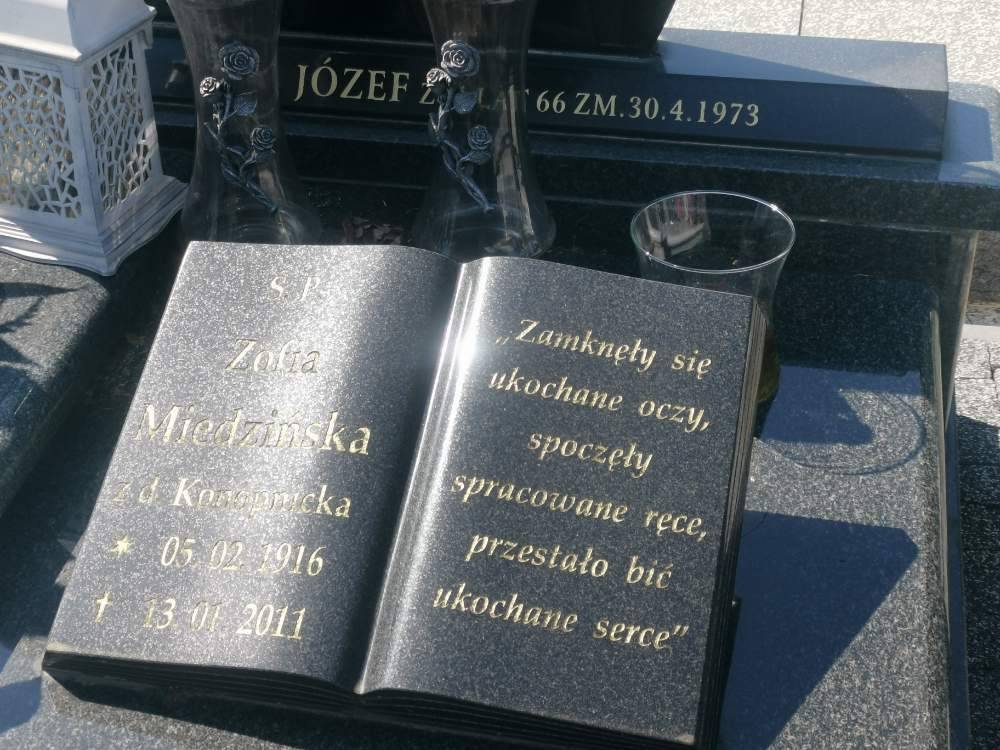 JÓZEF ŻYŁ LAT 66 ZM.30.4.1973
Ś.P.
Zofia
Miedzińska
z d. Konopnicka
05. 02. 1916
13. 01. 2011
„Zamknęły się
ukochane oczy,
spoczęły
spracowane ręce,
przestało bić
ukochane serce”